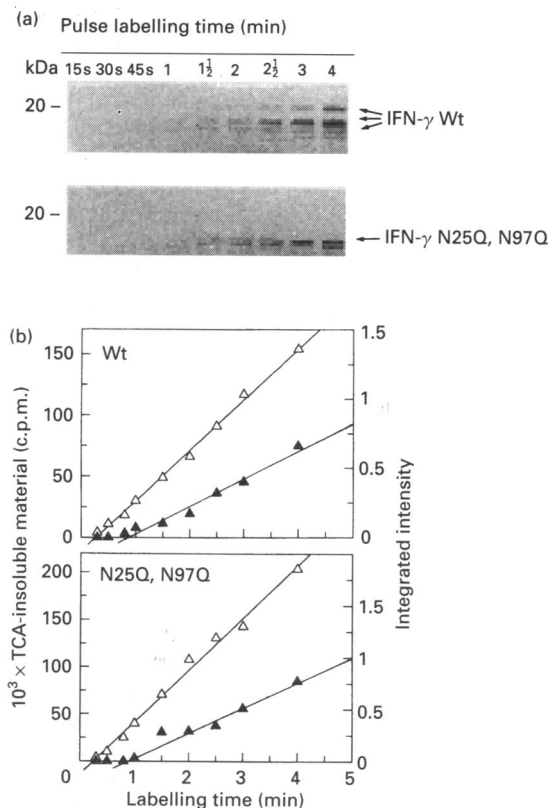 (a) Pulse labelling time (min)
kDa 15s 30s 45s 1 1½ 2 2½ 3 4
20 –
IFN-γ Wt
20 –
IFN-γ N25Q, N97Q
(b)
Wt
150
100
50
0
1.5
1
0.5
0
N25Q, N97Q
200
150
100
50
0
1.5
1
0.5
0
10³ × TCA-insoluble material (c.p.m.)
Integrated intensity
0 1 2 3 4 5
Labelling time (min)